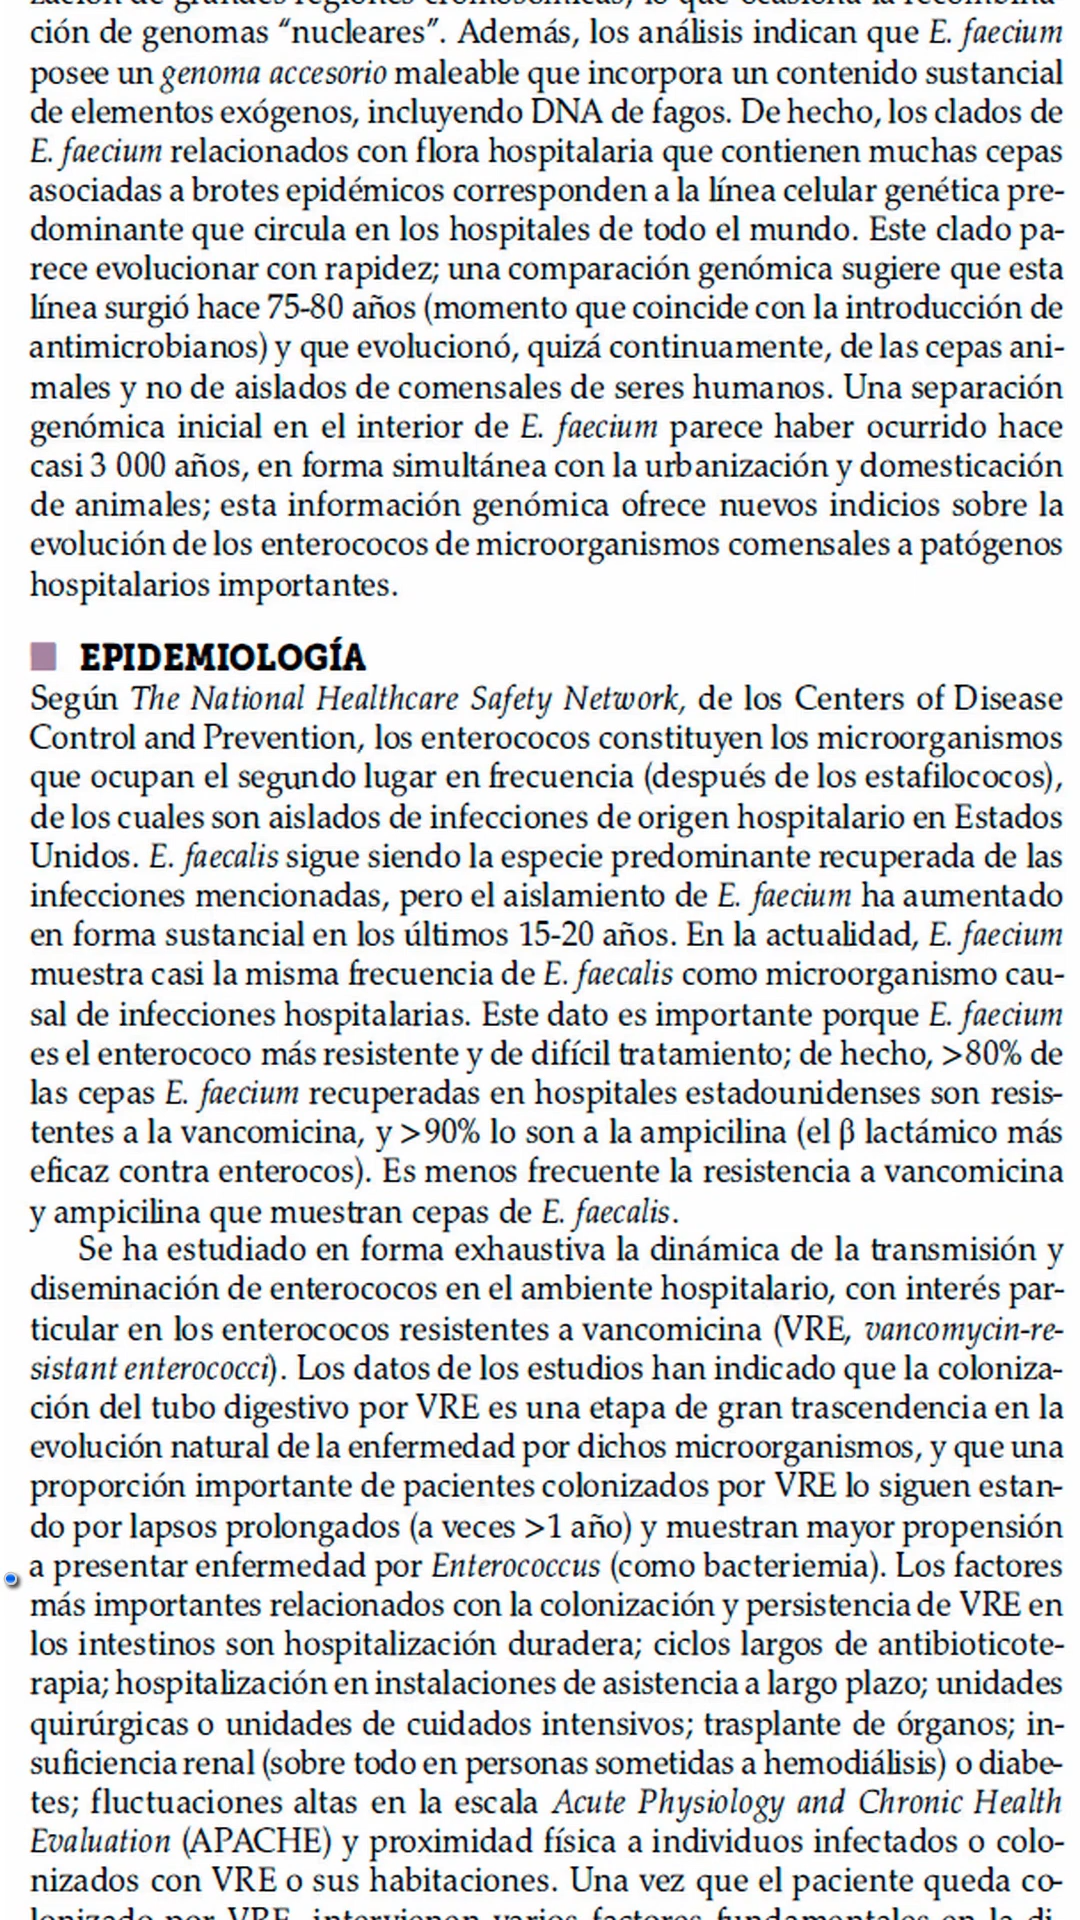 zación de grandes regiones cromosómicas, lo que ocasiona la recombina-
ción de genomas “nucleares”. Además, los análisis indican que E. faecium
posee un genoma accesorio maleable que incorpora un contenido sustancial
de elementos exógenos, incluyendo DNA de fagos. De hecho, los clados de
E. faecium relacionados con flora hospitalaria que contienen muchas cepas
asociadas a brotes epidémicos corresponden a la línea celular genética pre-
dominante que circula en los hospitales de todo el mundo. Este clado pa-
rece evolucionar con rapidez; una comparación genómica sugiere que esta
línea surgió hace 75-80 años (momento que coincide con la introducción de
antimicrobianos) y que evolucionó, quizá continuamente, de las cepas ani-
males y no de aislados de comensales de seres humanos. Una separación
genómica inicial en el interior de E. faecium parece haber ocurrido hace
casi 3 000 años, en forma simultánea con la urbanización y domesticación
de animales; esta información genómica ofrece nuevos indicios sobre la
evolución de los enterococos de microorganismos comensales a patógenos
hospitalarios importantes.
EPIDEMIOLOGÍA
Según The National Healthcare Safety Network, de los Centers of Disease
Control and Prevention, los enterococos constituyen los microorganismos
que ocupan el segundo lugar en frecuencia (después de los estafilococos),
de los cuales son aislados de infecciones de origen hospitalario en Estados
Unidos. E. faecalis sigue siendo la especie predominante recuperada de las
infecciones mencionadas, pero el aislamiento de E. faecium ha aumentado
en forma sustancial en los últimos 15-20 años. En la actualidad, E. faecium
muestra casi la misma frecuencia de E. faecalis como microorganismo cau-
sal de infecciones hospitalarias. Este dato es importante porque E. faecium
es el enterococo más resistente y de difícil tratamiento; de hecho, >80% de
las cepas E. faecium recuperadas en hospitales estadounidenses son resis-
tentes a la vancomicina, y >90% lo son a la ampicilina (el β lactámico más
eficaz contra enterocos). Es menos frecuente la resistencia a vancomicina
y ampicilina que muestran cepas de E. faecalis.
Se ha estudiado en forma exhaustiva la dinámica de la transmisión y
diseminación de enterococos en el ambiente hospitalario, con interés par-
ticular en los enterococos resistentes a vancomicina (VRE, vancomycin-re-
sistant enterococci). Los datos de los estudios han indicado que la coloniza-
ción del tubo digestivo por VRE es una etapa de gran trascendencia en la
evolución natural de la enfermedad por dichos microorganismos, y que una
proporción importante de pacientes colonizados por VRE lo siguen estan-
do por lapsos prolongados (a veces >1 año) y muestran mayor propensión
a presentar enfermedad por Enterococcus (como bacteriemia). Los factores
más importantes relacionados con la colonización y persistencia de VRE en
los intestinos son hospitalización duradera; ciclos largos de antibioticote-
rapia; hospitalización en instalaciones de asistencia a largo plazo; unidades
quirúrgicas o unidades de cuidados intensivos; trasplante de órganos; in-
suficiencia renal (sobre todo en personas sometidas a hemodiálisis) o diabe-
tes; fluctuaciones altas en la escala Acute Physiology and Chronic Health
Evaluation (APACHE) y proximidad física a individuos infectados o colo-
nizados con VRE o sus habitaciones. Una vez que el paciente queda co-
lonizado por VRE, intervienen varios factores fundamentales en la di-